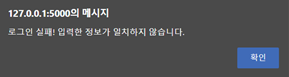 127.0.0.1:5000의 메시지
로그인 실패! 입력한 정보가 일치하지 않습니다.
확인